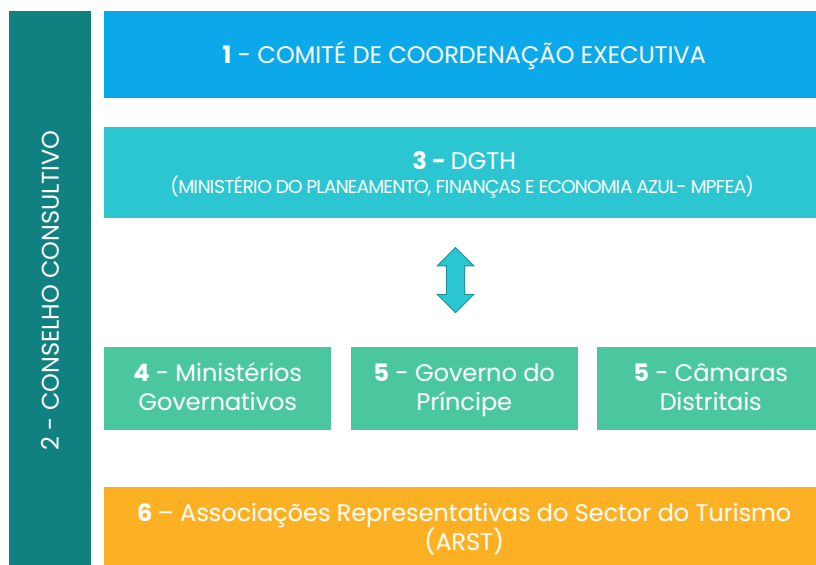 2 - CONSELHO CONSULTIVO
1 - COMITÉ DE COORDENAÇÃO EXECUTIVA
3 - DGTH
(MINISTÉRIO DO PLANEAMENTO, FINANÇAS E ECONOMIA AZUL- MPFEA)
4 - Ministérios
Governativos
5 - Governo do
Príncipe
5 - Câmaras
Distritais
6 – Associações Representativas do Sector do Turismo
(ARST)